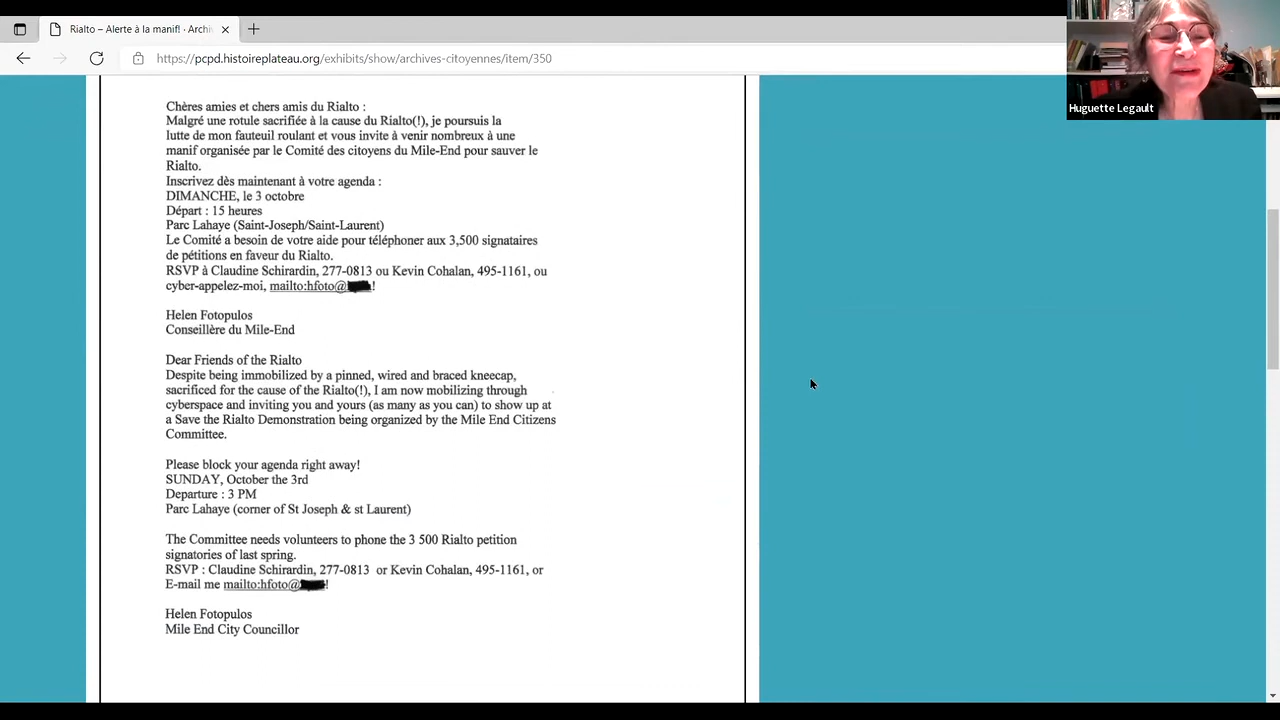 Rialto – Alerte à la manif! · Archi
https://pcpd.histoireplateau.org/exhibits/show/archives-citoyennes/item/350
Huguette Legault
Chères amies et chers amis du Rialto :
Malgré une rotule sacrifiée à la cause du Rialto(!), je poursuis la
lutte de mon fauteuil roulant et vous invite à venir nombreux à une
manif organisée par le Comité des citoyens du Mile-End pour sauver le
Rialto.
Inscrivez dès maintenant à votre agenda :
DIMANCHE, le 3 octobre
Départ : 15 heures
Parc Lahaye (Saint-Joseph/Saint-Laurent)
Le Comité a besoin de votre aide pour téléphoner aux 3,500 signataires
de pétitions en faveur du Rialto.
RSVP à Claudine Schirardin, 277-0813 ou Kevin Cohalan, 495-1161, ou
cyber-appelez-moi, mailto:hfoto@ !
Helen Fotopulos
Conseillère du Mile-End
Dear Friends of the Rialto
Despite being immobilized by a pinned, wired and braced kneecap,
sacrificed for the cause of the Rialto(!), I am now mobilizing through
cyberspace and inviting you and yours (as many as you can) to show up at
a Save the Rialto Demonstration being organized by the Mile End Citizens
Committee.
Please block your agenda right away!
SUNDAY, October the 3rd
Departure : 3 PM
Parc Lahaye (corner of St Joseph & st Laurent)
The Committee needs volunteers to phone the 3 500 Rialto petition
signatories of last spring.
RSVP : Claudine Schirardin, 277-0813 or Kevin Cohalan, 495-1161, or
E-mail me mailto:hfoto@ !
Helen Fotopulos
Mile End City Councillor